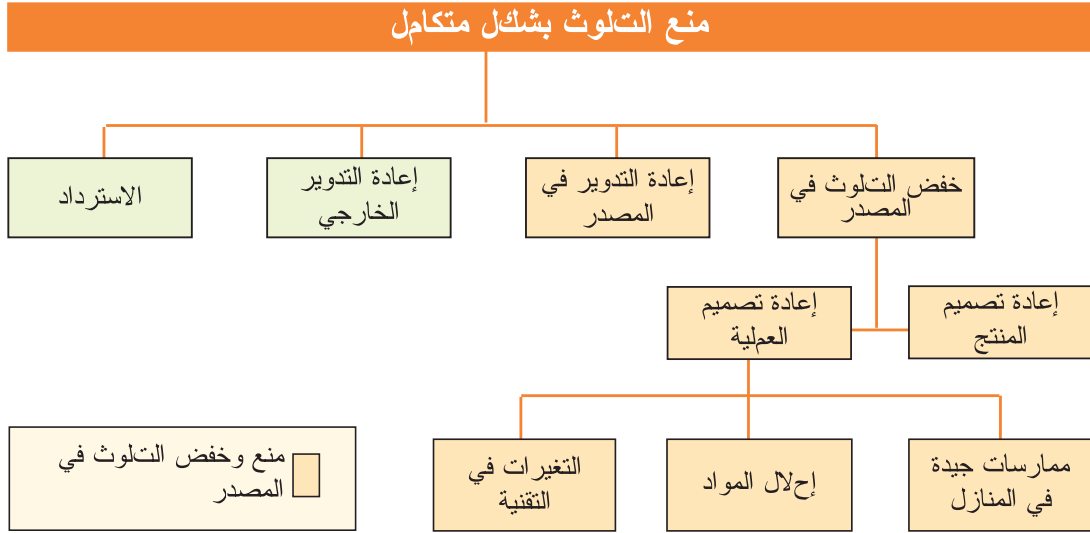 منع التلوث بشكل متكامل
خفض التلوث في
المصدر
إعادة التدوير في
المصدر
إعادة التدوير
الخارجي
الاسترداد
إعادة تصميم
المنتج
إعادة تصميم
العملية
ممارسات جيدة
في المنازل
إحلال المواد
التغيرات في
التقنية
منع وخفض التلوث في
المصدر